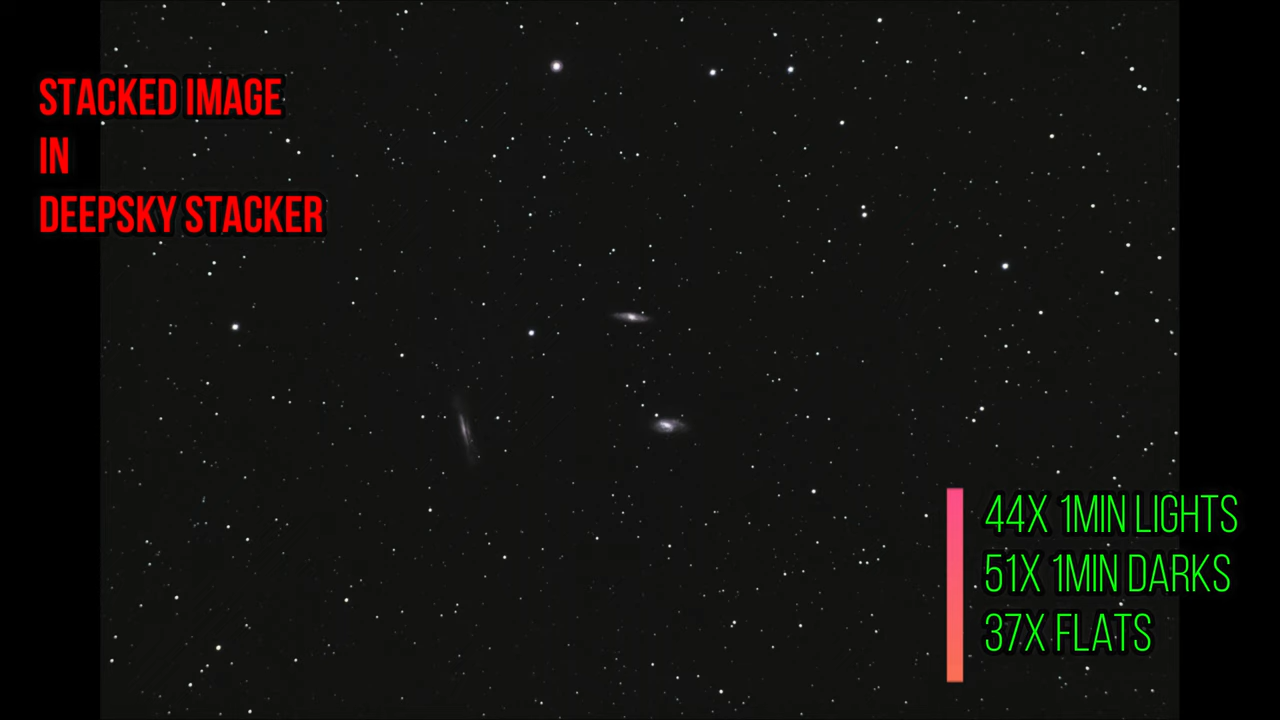 STACKED IMAGE
IN
DEEPSKY STACKER
44X 1MIN LIGHTS
51X 1MIN DARKS
37X FLATS